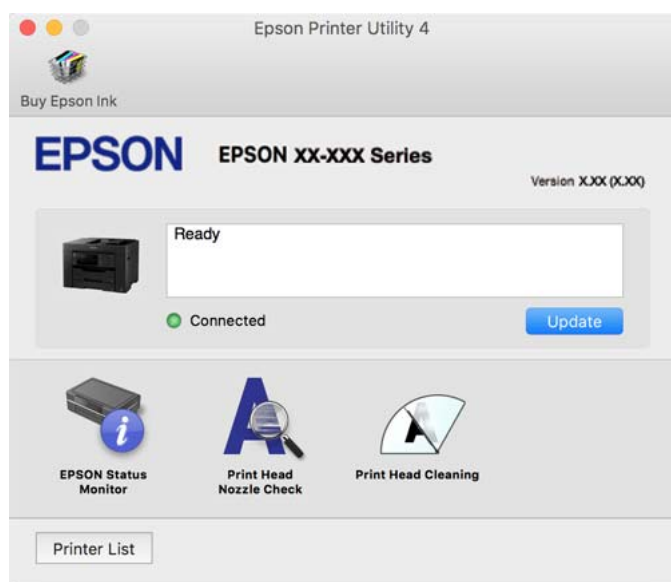 Epson Printer Utility 4
Buy Epson Ink
EPSON
EPSON XX-XXX Series
Version X.XX (X.XX)
Ready
Connected
Update
EPSON Status
Monitor
Print Head
Nozzle Check
Print Head Cleaning
Printer List